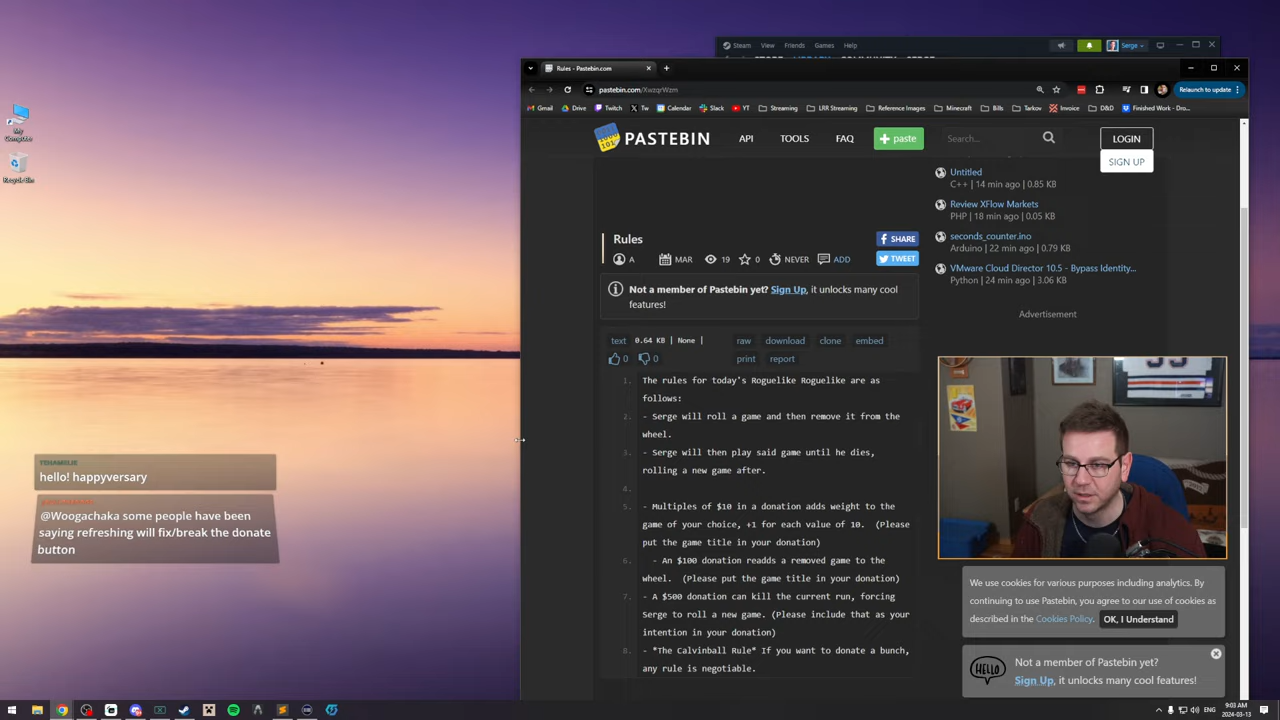 Steam View Friends Games Help Serge
Rules - Pastebin.com
pastebin.com/XwzqrWzm
Relaunch to update
Gmail Drive Twitch Tw Calendar Slack YT Streaming LRR Streaming Reference Images Minecraft Bills Tarkov Invoice D&D Finished Work - Dro...
My Computer
Recycle Bin
PASTEBIN API TOOLS FAQ paste Search... LOGIN
SIGN UP
Untitled
C++ | 14 min ago | 0.85 KB
Review XFlow Markets
PHP | 18 min ago | 0.05 KB
seconds_counter.ino
Arduino | 22 min ago | 0.79 KB
VMware Cloud Director 10.5 - Bypass Identity...
Python | 24 min ago | 3.06 KB
Advertisement
Rules
SHARE
A MAR 19 0 NEVER ADD
TWEET
Not a member of Pastebin yet? Sign Up, it unlocks many cool
features!
text 0.64 KB | None | raw download clone embed
0 0 print report
1. The rules for today's Roguelike Roguelike are as
follows:
2. - Serge will roll a game and then remove it from the
wheel.
3. - Serge will then play said game until he dies,
rolling a new game after.
4.
5. - Multiples of $10 in a donation adds weight to the
game of your choice, +1 for each value of 10. (Please
put the game title in your donation)
6. - An $100 donation readds a removed game to the
wheel. (Please put the game title in your donation)
7. - A $500 donation can kill the current run, forcing
Serge to roll a new game. (Please include that as your
intention in your donation)
8. - *The Calvinball Rule* If you want to donate a bunch,
any rule is negotiable.
hello! happyversary
@Woogachaka some people have been
saying refreshing will fix/break the donate
button
We use cookies for various purposes including analytics. By
continuing to use Pastebin, you agree to our use of cookies as
described in the Cookies Policy. OK, I Understand
HELLO
Not a member of Pastebin yet?
Sign Up, it unlocks many cool features!
ENG
9:03 AM
2024-03-13